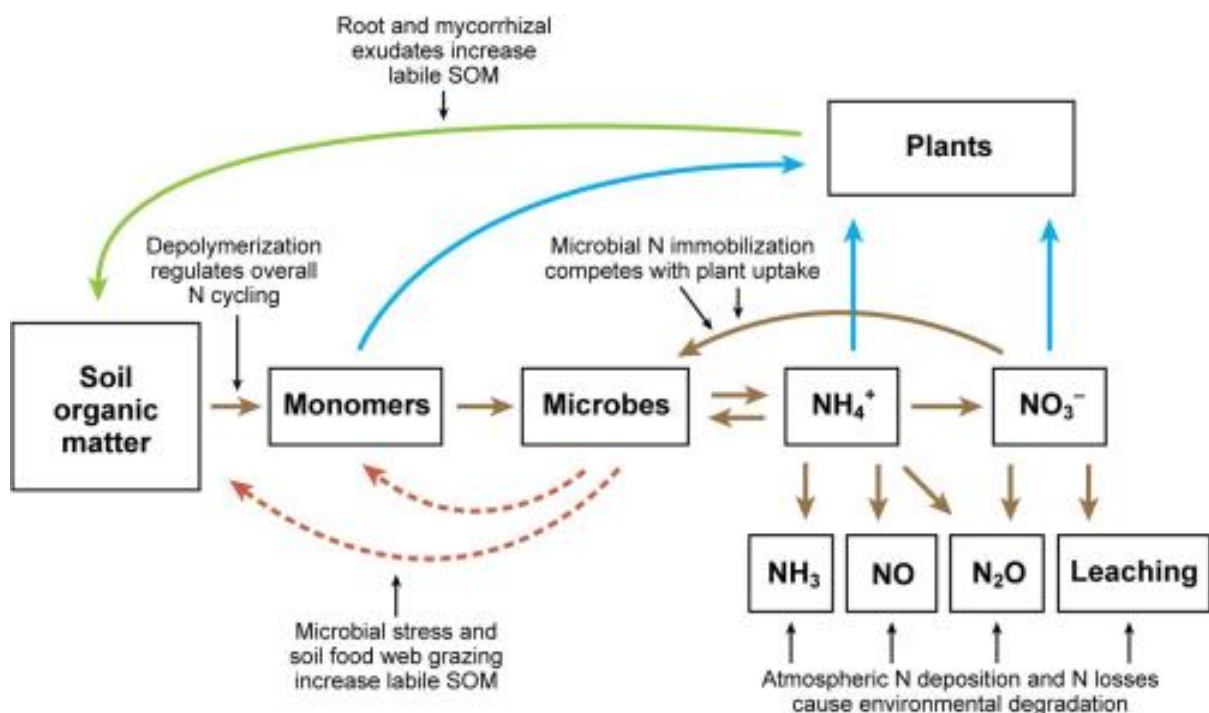 Root and mycorrhizal
exudates increase
labile SOM
Plants
Depolymerization
regulates overall
N cycling
Microbial N immobilization
competes with plant uptake
Soil
organic
matter
Monomers
Microbes
NH₄⁺
NO₃⁻
NH₃
NO
N₂O
Leaching
Microbial stress and
soil food web grazing
increase labile SOM
Atmospheric N deposition and N losses
cause environmental degradation